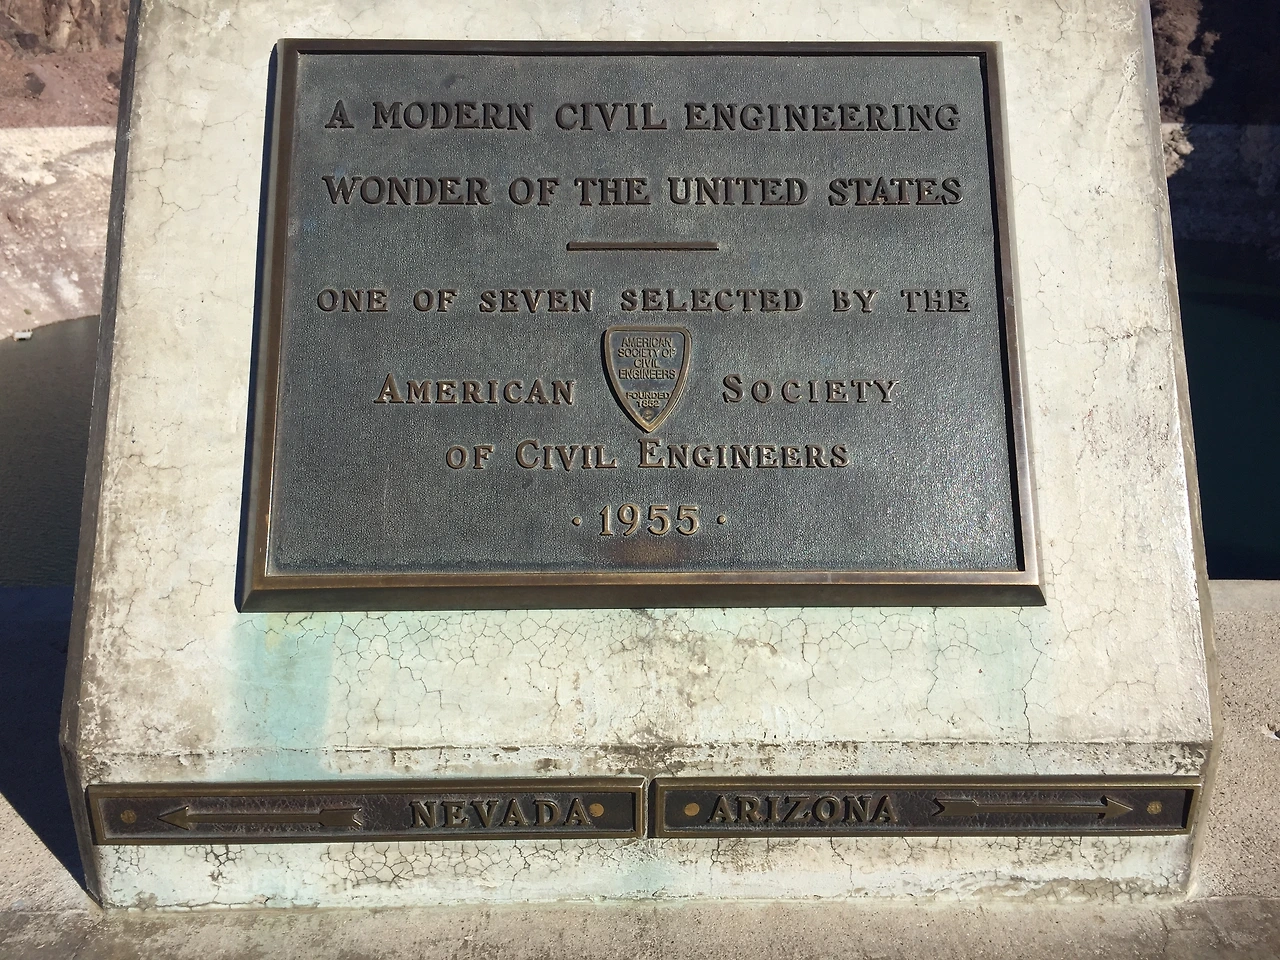 A MODERN CIVIL ENGINEERING
WONDER OF THE UNITED STATES
ONE OF SEVEN SELECTED BY THE
AMERICAN SOCIETY
AMERICAN
SOCIETY OF
CIVIL
ENGINEERS
FOUNDED
1852
OF CIVIL ENGINEERS
· 1955 ·
NEVADA
ARIZONA